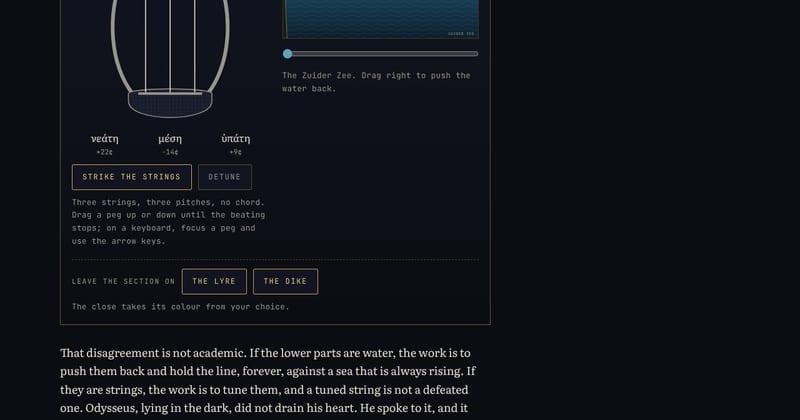 ZUIDER ZEE
The Zuider Zee. Drag right to push the
water back.
νεάτη μέση ὑπάτη
+22¢ -14¢ +9¢
STRIKE THE STRINGS DETUNE
Three strings, three pitches, no chord.
Drag a peg up or down until the beating
stops; on a keyboard, focus a peg and
use the arrow keys.
LEAVE THE SECTION ON THE LYRE THE DIKE
The close takes its colour from your choice.
That disagreement is not academic. If the lower parts are water, the work is to
push them back and hold the line, forever, against a sea that is always rising. If
they are strings, the work is to tune them, and a tuned string is not a defeated
one. Odysseus, lying in the dark, did not drain his heart. He spoke to it, and it